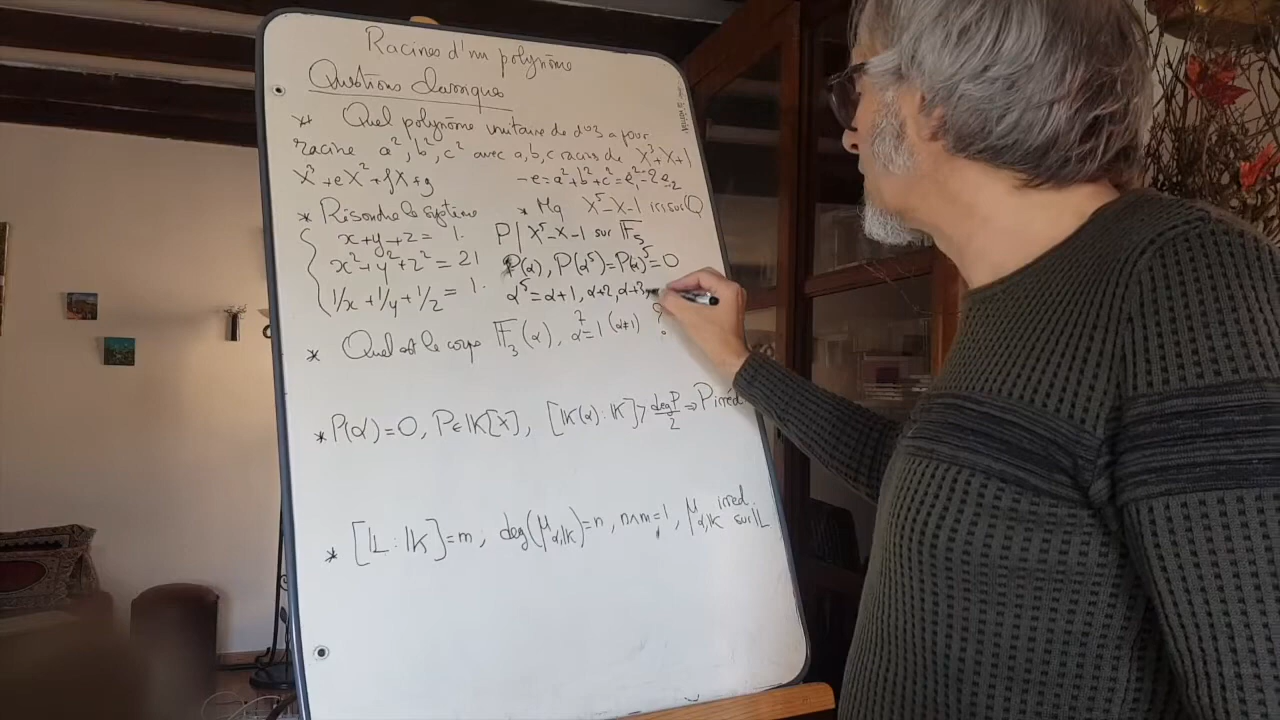 Racines d'un polynôme
Questions classiques
* Quel polynôme unitaire de d°3 a pour
racine a², b², c² avec a, b, c racines de X³+X+1
X³+eX²+fX+g
-e=a²+b²+c²=e₁²-2e₂
* Résoudre le système
{ x+y+z = 1.
x²+y²+z² = 21
1/x+1/y+1/z = 1.
* Mq X⁵-X-1 irr. sur Q
P | X⁵-X-1 sur 𝔽₅
P(α), P(α⁵)=P(α)⁵=0
α⁵=α+1, α+2, α+3,
* Quel est le corps 𝔽₃(α), α⁷=1 (α≠1) ?
* P(α)=0, P∈𝕂[X], [𝕂(α):𝕂]> deg P/2 ⇒ P irréd
* [𝕃:𝕂]=m, deg(μα,𝕂)=n, n∧m=1, μα,𝕂 irred. sur 𝕃